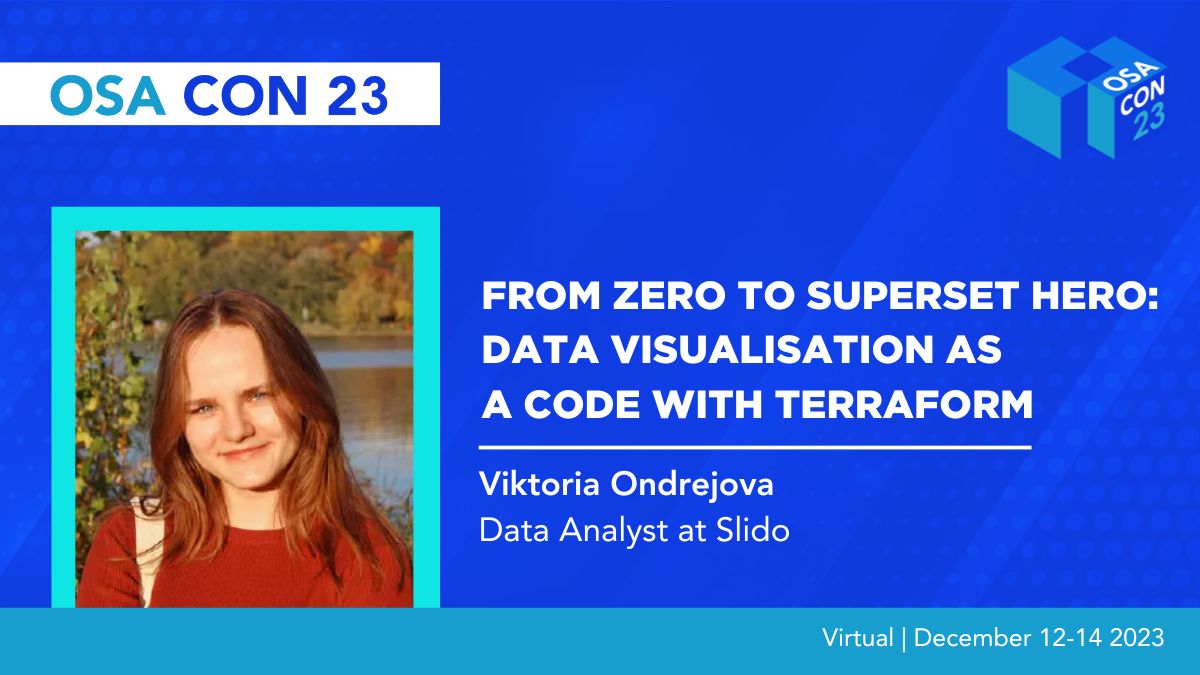 OSA CON 23
OSA
CON
23
FROM ZERO TO SUPERSET HERO:
DATA VISUALISATION AS
A CODE WITH TERRAFORM
Viktoria Ondrejova
Data Analyst at Slido
Virtual | December 12-14 2023